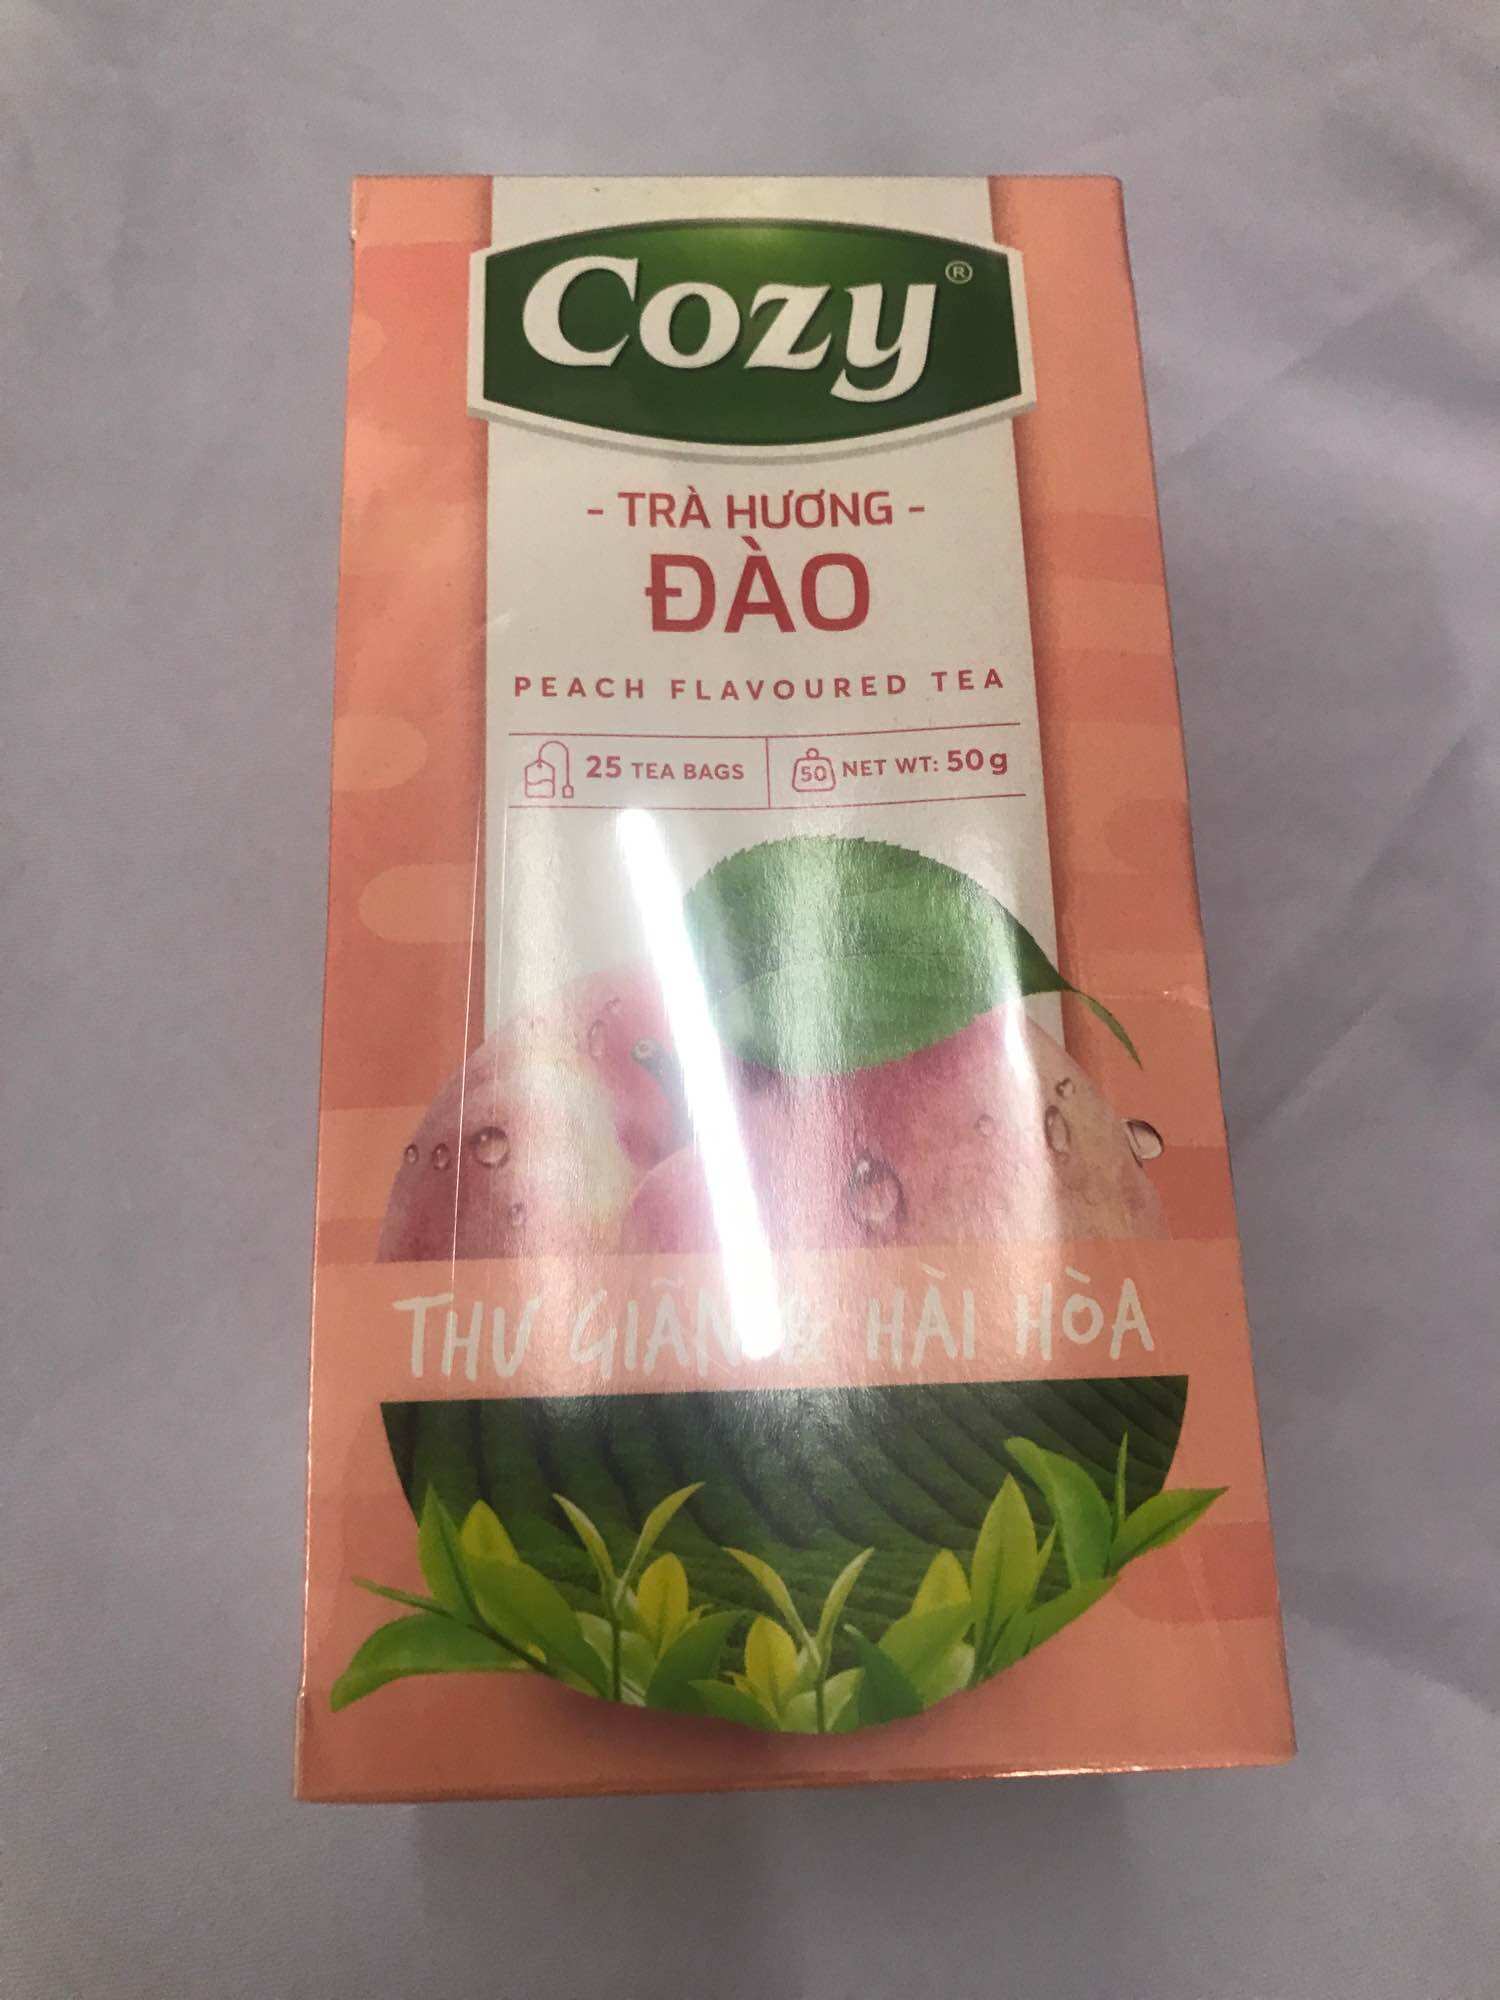 Cozy®
- TRÀ HƯƠNG -
ĐÀO
PEACH FLAVOURED TEA
25 TEA BAGS
50 NET WT: 50g
THƯ GIÃN & HÀI HÒA